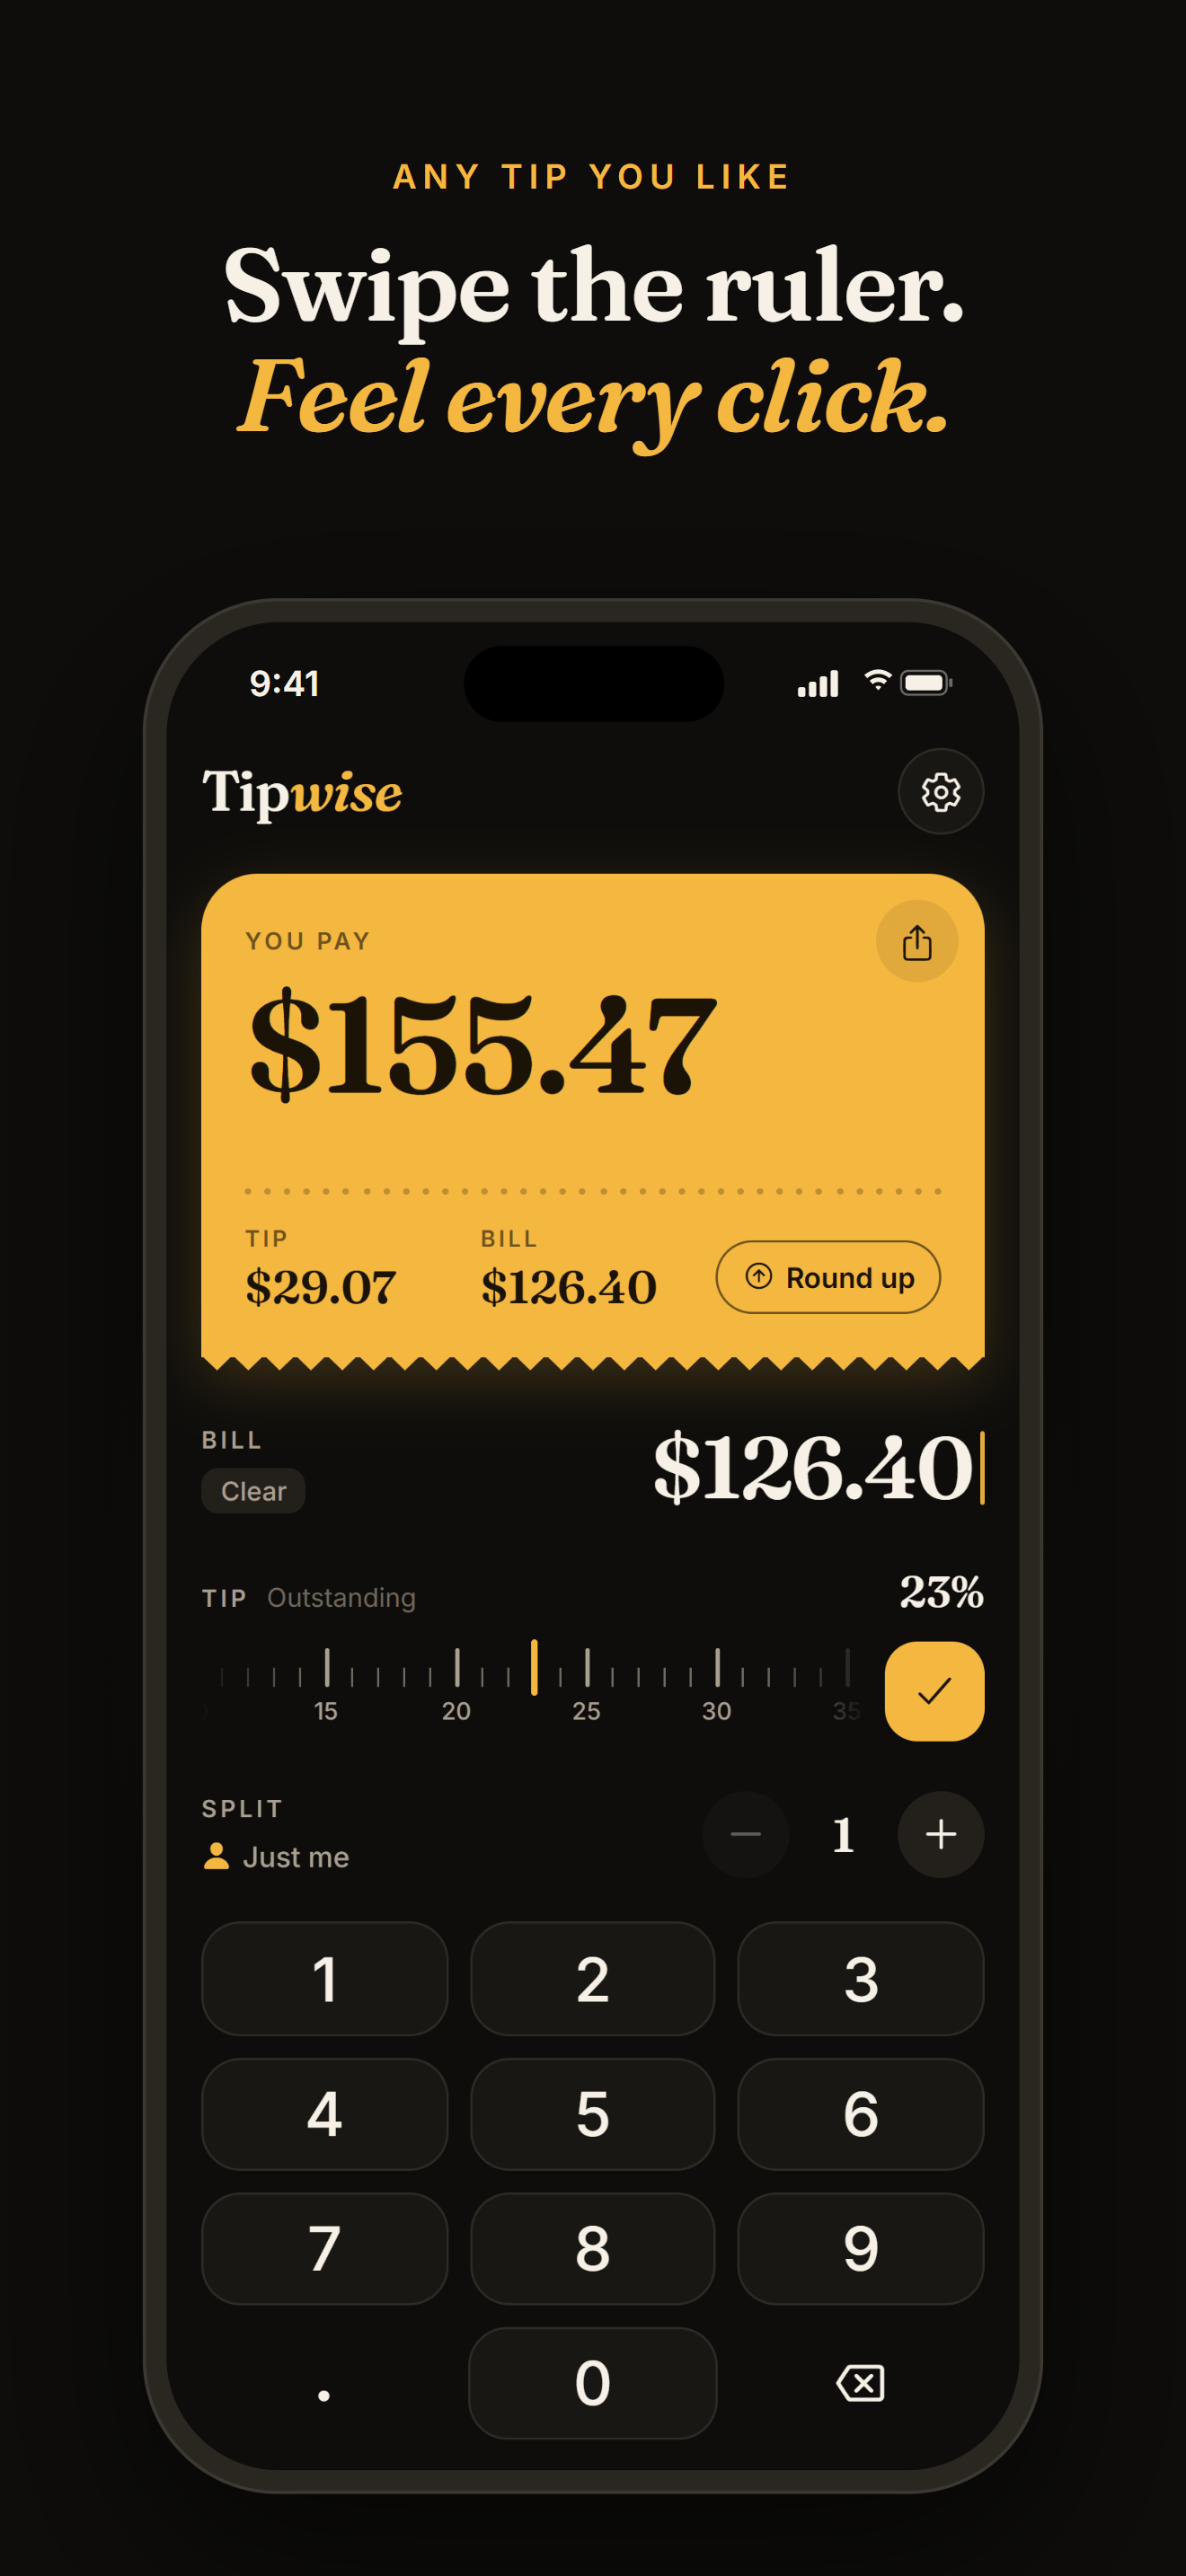 ANY TIP YOU LIKE
Swipe the ruler.
Feel every click.
9:41
Tipwise
YOU PAY
$155.47
TIP BILL
$29.07 $126.40 Round up
BILL $126.40
Clear
TIP Outstanding 23%
15 20 25 30 35
SPLIT
Just me 1
1 2 3
4 5 6
7 8 9
. 0